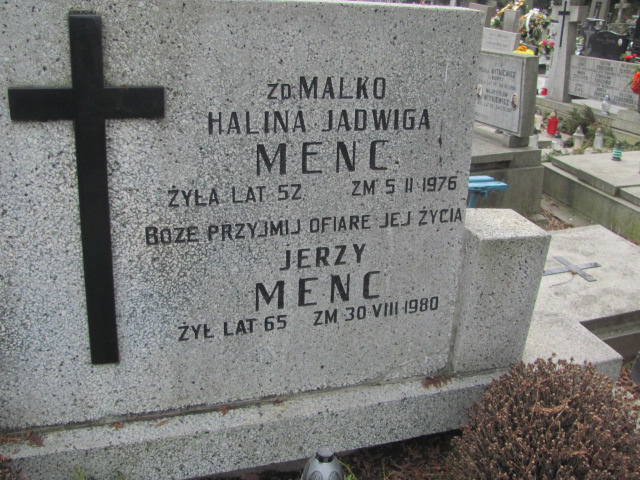 ZD MALKO
HALINA JADWIGA
MENC
ŻYŁA LAT 52 ZM 5 II 1976
BOŻE PRZYJMIJ OFIARE JEJ ŻYCIA
JERZY
MENC
ŻYŁ LAT 65 ZM 30 VIII 1980